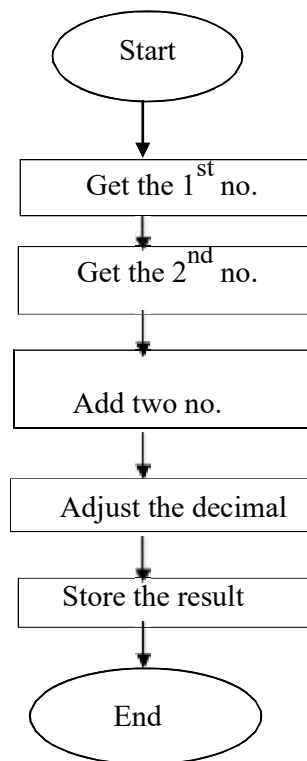 Start
Get the 1st no.
Get the 2nd no.
Add two no.
Adjust the decimal
Store the result
End